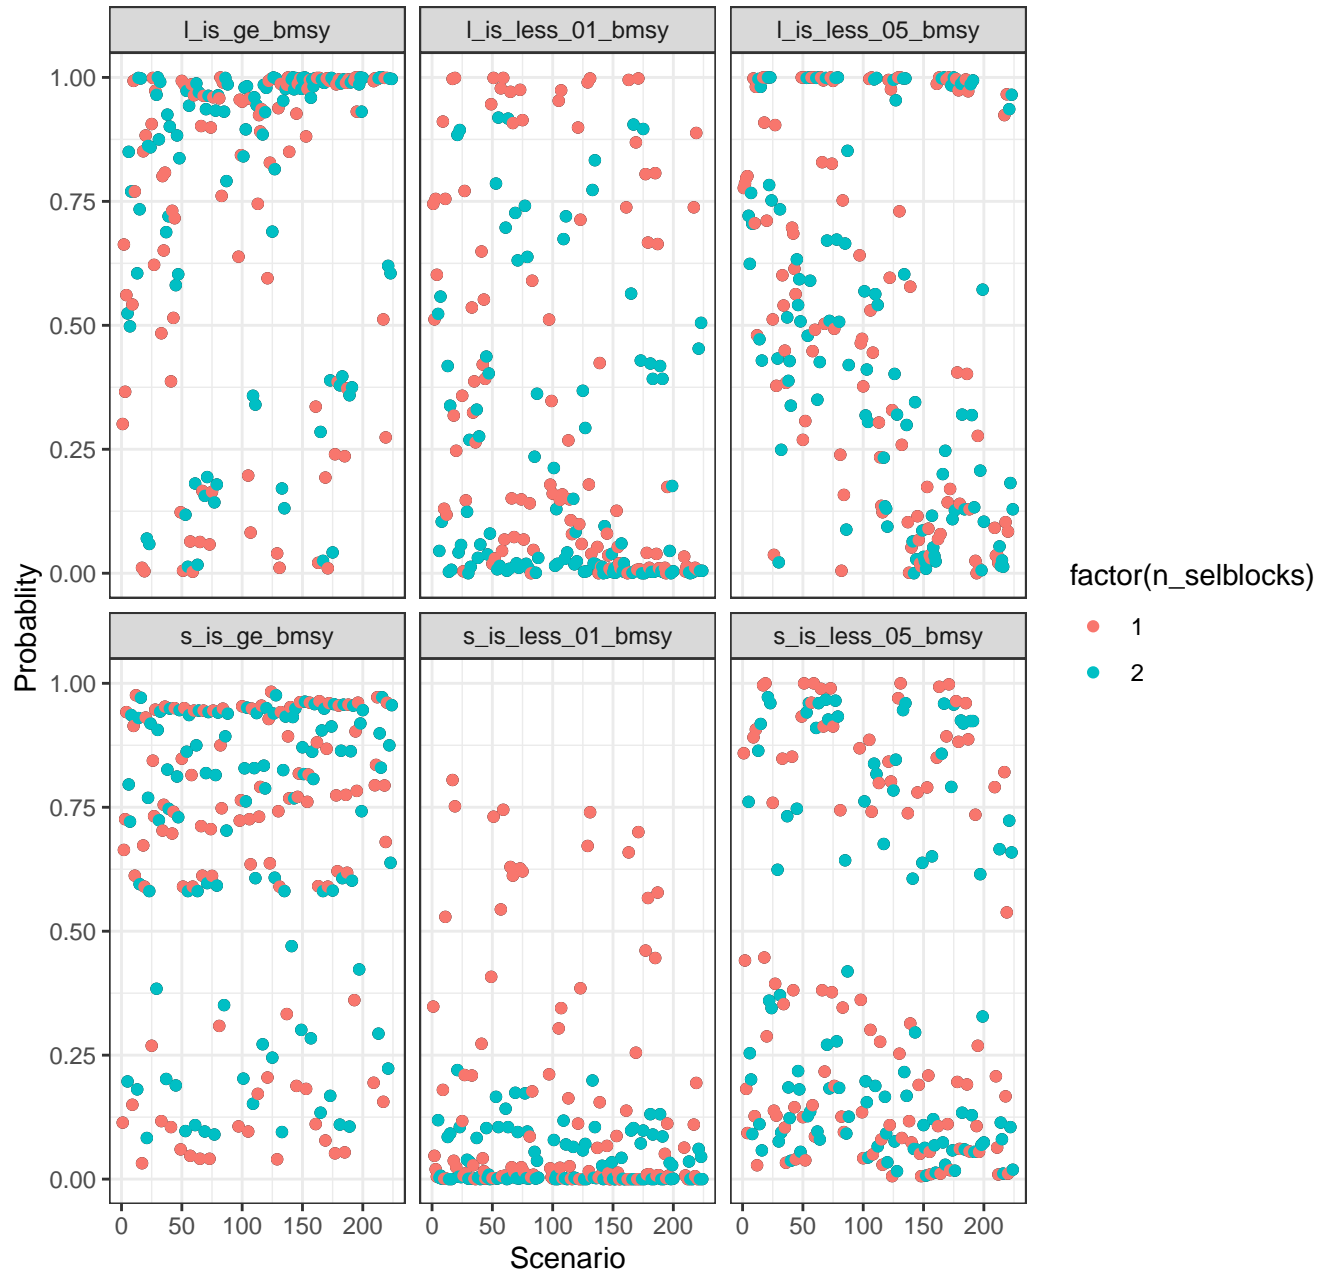 l_is_ge_bmsy
l_is_less_01_bmsy
l_is_less_05_bmsy
1.00
0.75
0.50
0.25
0.00
s_is_ge_bmsy
s_is_less_01_bmsy
s_is_less_05_bmsy
1.00
0.75
0.50
0.25
0.00
0 50 100 150 200
0 50 100 150 200
0 50 100 150 200
Scenario
Probablity
factor(n_selblocks)
1
2